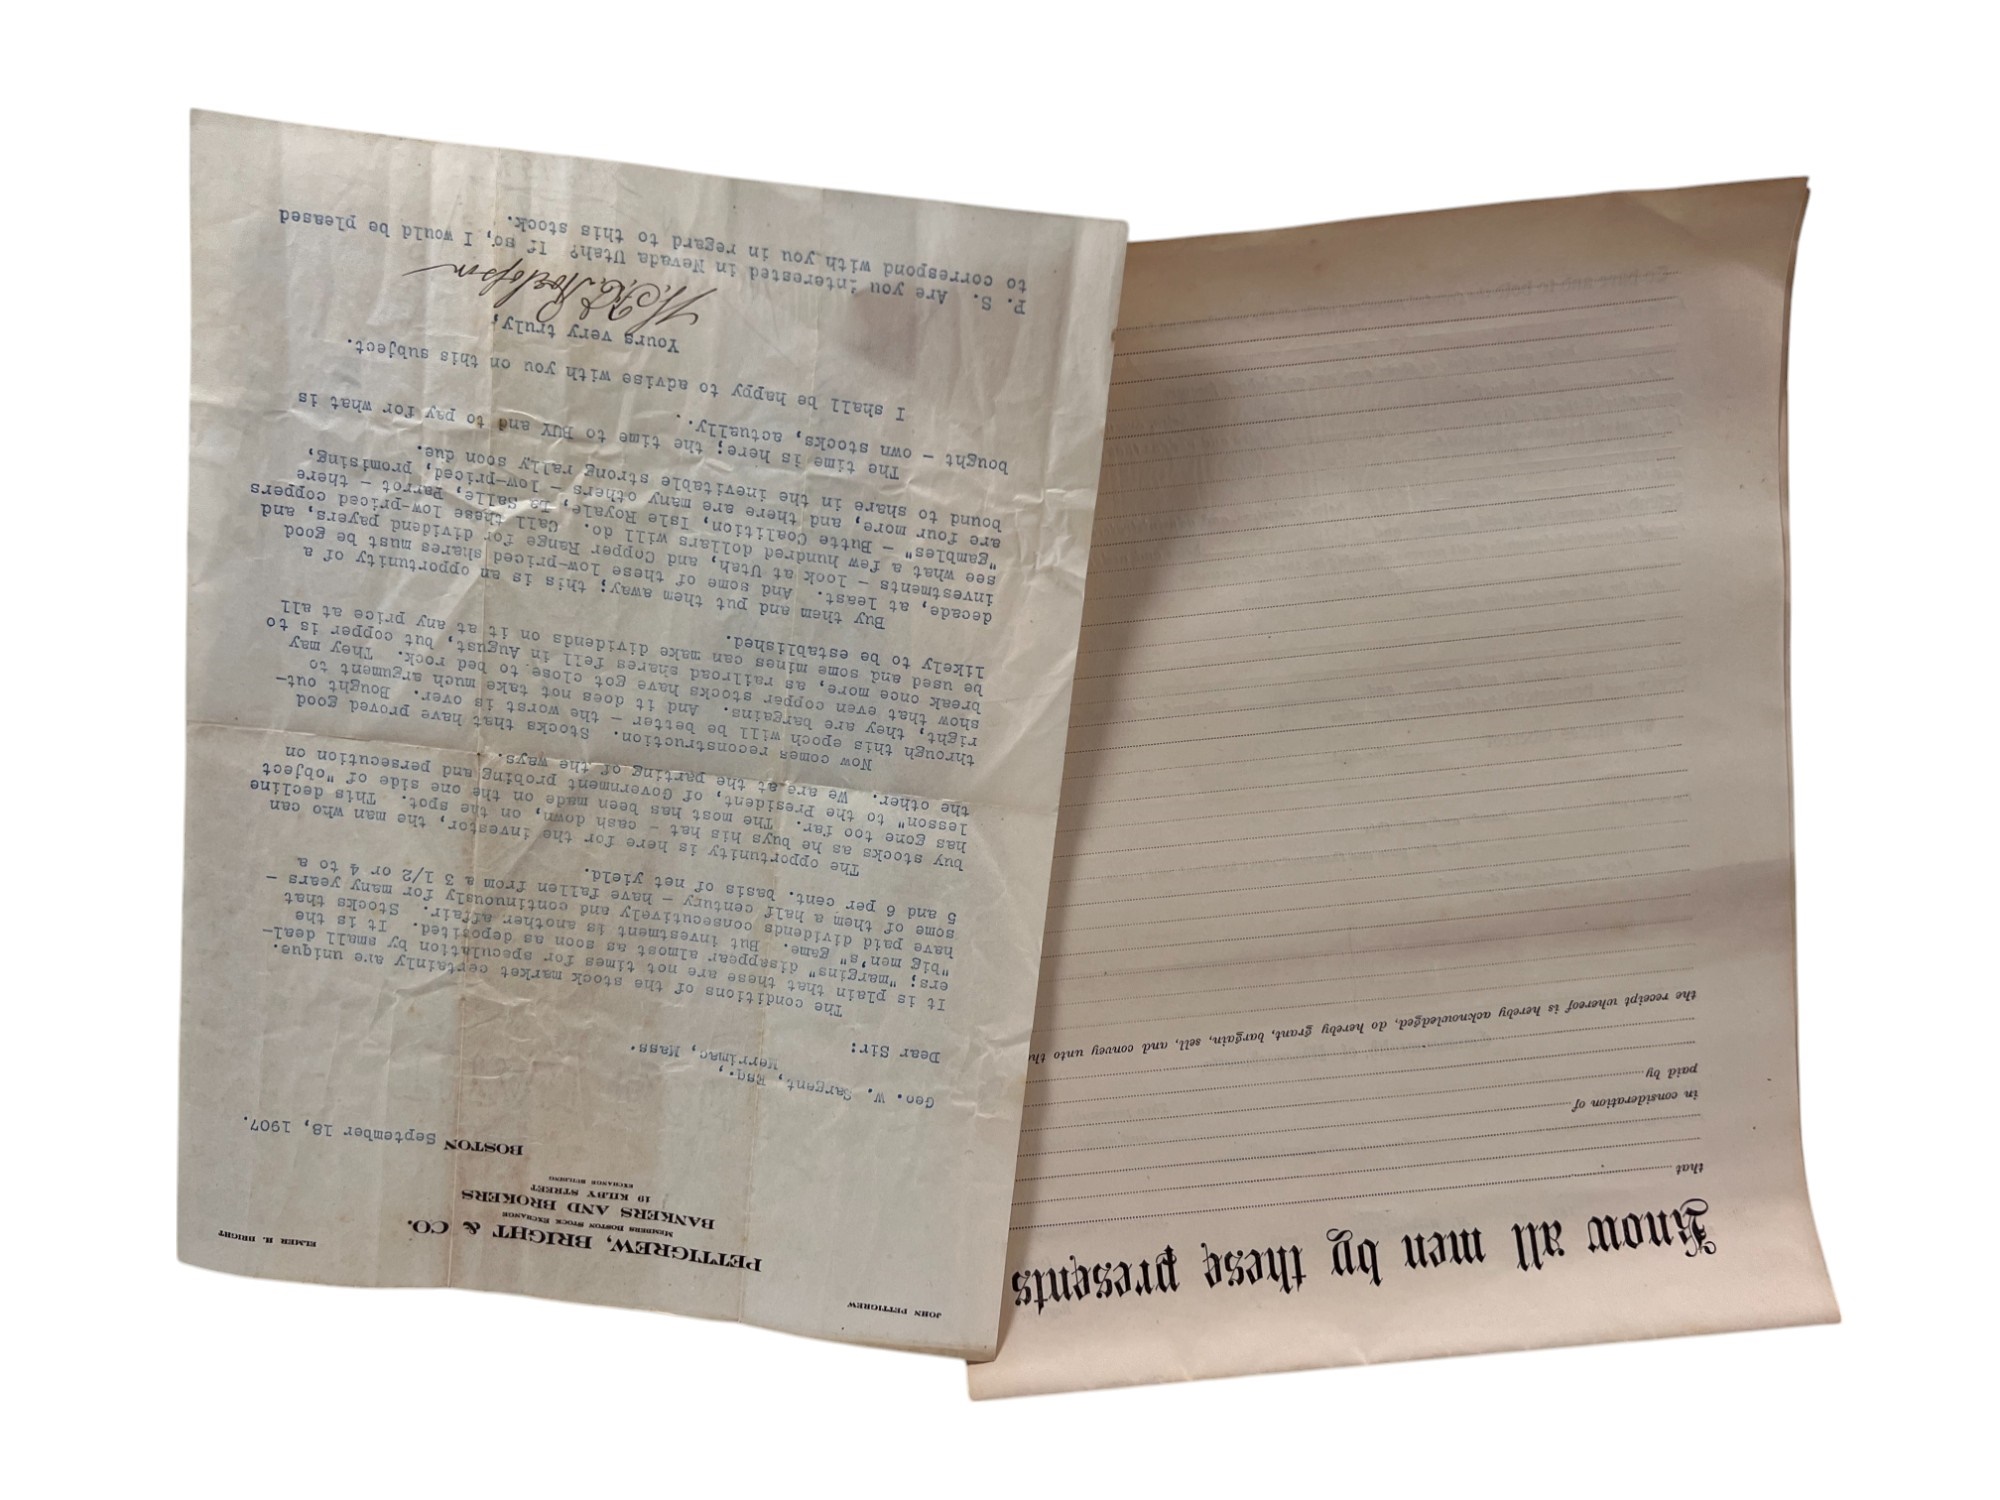 JOHN PETTIGREW
ELMER H. BRIGHT
PETTIGREW, BRIGHT & CO.
MEMBERS BOSTON STOCK EXCHANGE
BANKERS AND BROKERS
19 KILBY STREET
EXCHANGE BUILDING
BOSTON September 18, 1907.
Geo. W. Sargent, Esq.,
Merrimac, Mass.
Dear Sir:
The conditions of the stock market certainly are unique.
It is plain that these are not times for speculation by small deal-
ers; "margins" disappear almost as soon as deposited. It is the
"big men's" game. But investment is another affair. Stocks that
have paid dividends consecutively and continuously for many years -
some of them a half century - have fallen from a 3 1/2 or 4 to a
5 and 6 per cent. basis of net yield.
The opportunity is here for the investor, the man who can
buy stocks as he buys his hat - cash down, on the spot. This decline
has gone too far. The most has been made on the one side of "object
lesson" to the President, of Government probing and persecution on
the other. We are at the parting of the ways.
Now comes reconstruction. Stocks that have proved good
through this epoch will be better - the worst is over. Bought out-
right, they are bargains. And it does not take much argument to
show that even copper stocks have got close to bed rock. They may
break once more, as railroad shares fell in August, but copper is to
be used and some mines can make dividends on it at any price at all
likely to be established.
Buy them and put them away; this is an opportunity of a
decade, at least. And some of these low-priced shares must be good
investments - look at Utah, and Copper Range for dividend payers, and
see what a few hundred dollars will do. Call these low-priced coppers
"gambles" - Butte Coalition, Isle Royale, La Salle, Parrot - there
are four more, and there are many others - low-priced, promising,
bound to share in the inevitable strong rally soon due.
The time is here; the time to BUY and to pay for what is
bought - own stocks, actually.
I shall be happy to advise with you on this subject.
Yours very truly,
P. S. Are you interested in Nevada Utah? If so, I would be pleased
to correspond with you in regard to this stock.
Know all men by these presents
that
in consideration of
paid by
the receipt whereof is hereby acknowledged, do hereby grant, bargain, sell, and convey unto the